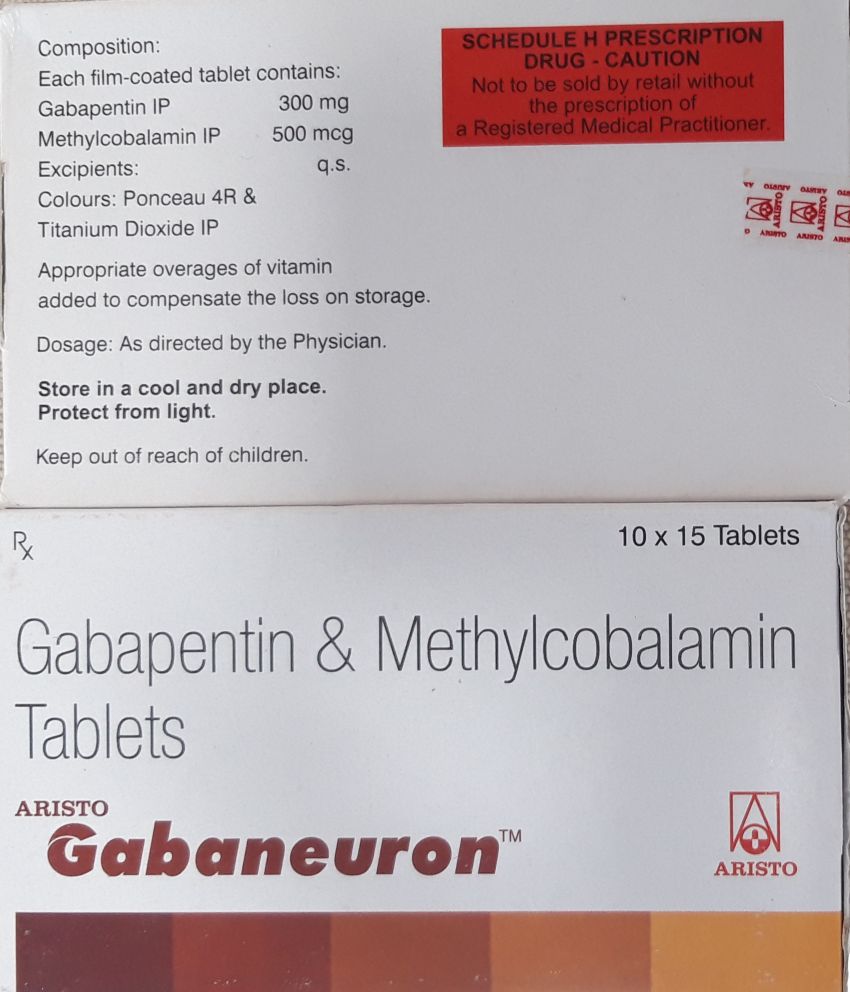 Composition:
Each film-coated tablet contains:
Gabapentin IP 300 mg
Methylcobalamin IP 500 mcg
Excipients: q.s.
Colours: Ponceau 4R &
Titanium Dioxide IP
Appropriate overages of vitamin
added to compensate the loss on storage.
Dosage: As directed by the Physician.
Store in a cool and dry place.
Protect from light.
Keep out of reach of children.
SCHEDULE H PRESCRIPTION
DRUG - CAUTION
Not to be sold by retail without
the prescription of
a Registered Medical Practitioner.
ARISTO
ARISTO ARISTO
ARISTO ARISTO
Rx
10 x 15 Tablets
Gabapentin & Methylcobalamin
Tablets
ARISTO
Gabaneuron™
ARISTO